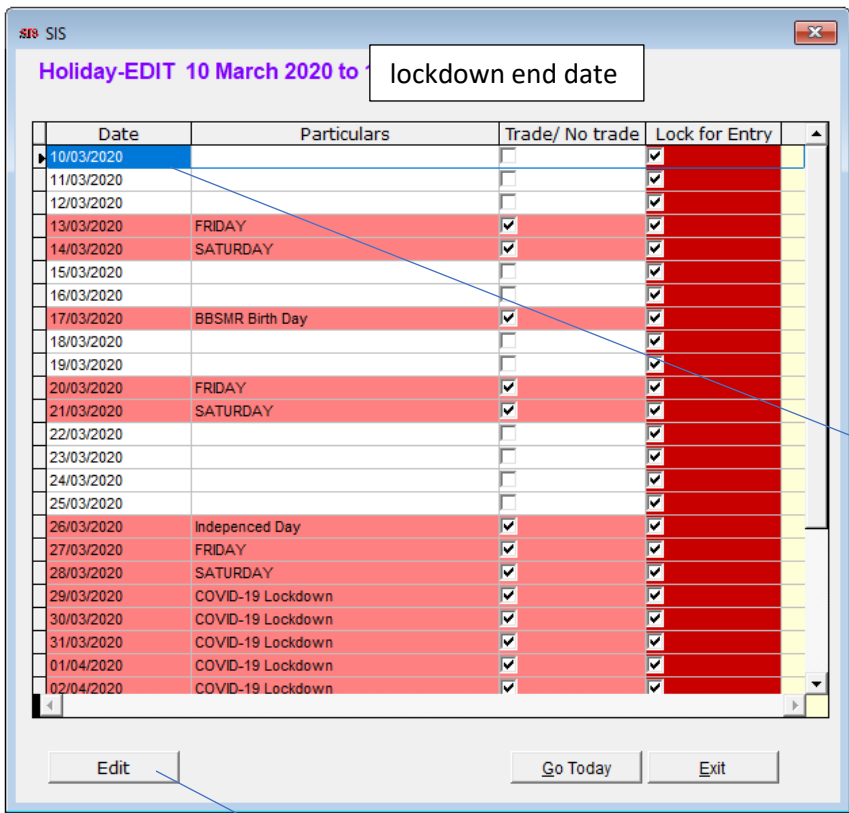 SIS SIS
Holiday-EDIT 10 March 2020 to
lockdown end date
Date Particulars Trade/ No trade Lock for Entry
10/03/2020
11/03/2020
12/03/2020
13/03/2020 FRIDAY
14/03/2020 SATURDAY
15/03/2020
16/03/2020
17/03/2020 BBSMR Birth Day
18/03/2020
19/03/2020
20/03/2020 FRIDAY
21/03/2020 SATURDAY
22/03/2020
23/03/2020
24/03/2020
25/03/2020
26/03/2020 Indepenced Day
27/03/2020 FRIDAY
28/03/2020 SATURDAY
29/03/2020 COVID-19 Lockdown
30/03/2020 COVID-19 Lockdown
31/03/2020 COVID-19 Lockdown
01/04/2020 COVID-19 Lockdown
02/04/2020 COVID-19 Lockdown
Edit Go Today Exit